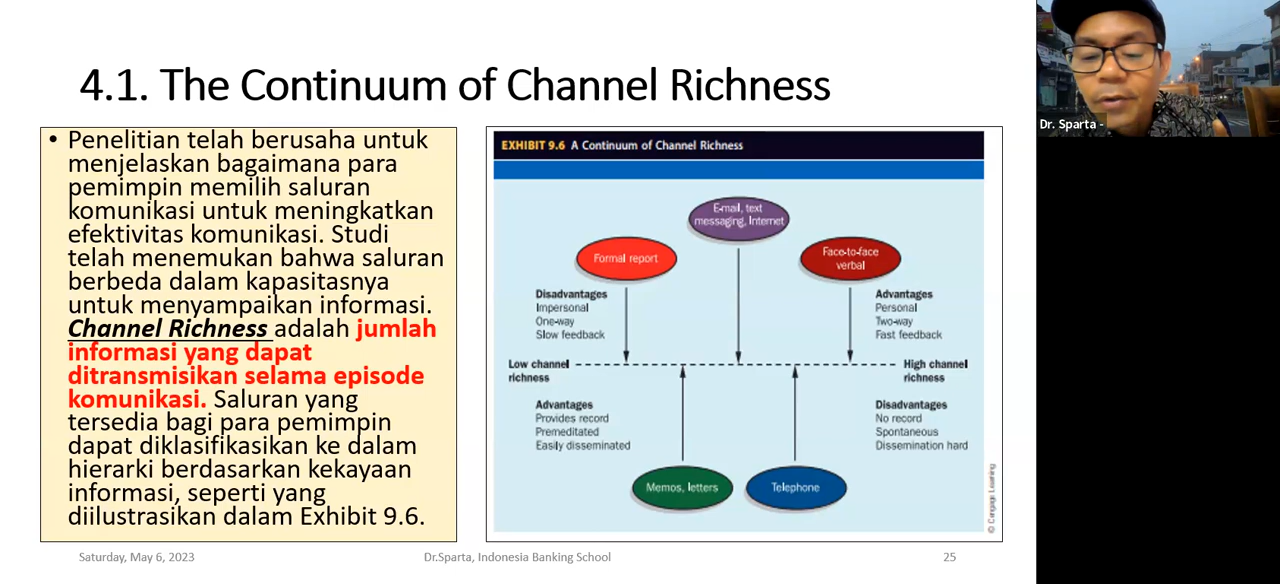 4.1. The Continuum of Channel Richness
• Penelitian telah berusaha untuk
menjelaskan bagaimana para
pemimpin memilih saluran
komunikasi untuk meningkatkan
efektivitas komunikasi. Studi
telah menemukan bahwa saluran
berbeda dalam kapasitasnya
untuk menyampaikan informasi.
Channel Richness adalah jumlah
informasi yang dapat
ditransmisikan selama episode
komunikasi. Saluran yang
tersedia bagi para pemimpin
dapat diklasifikasikan ke dalam
hierarki berdasarkan kekayaan
informasi, seperti yang
diilustrasikan dalam Exhibit 9.6.
EXHIBIT 9.6 A Continuum of Channel Richness
E-mail, text
messaging, Internet
Formal report
Face-to-face
verbal
Disadvantages
Impersonal
One-way
Slow feedback
Advantages
Personal
Two-way
Fast feedback
Low channel
richness
High channel
richness
Advantages
Provides record
Premeditated
Easily disseminated
Disadvantages
No record
Spontaneous
Dissemination hard
Memos, letters
Telephone
© Cengage Learning
Saturday, May 6, 2023
Dr.Sparta, Indonesia Banking School
25
Dr. Sparta -